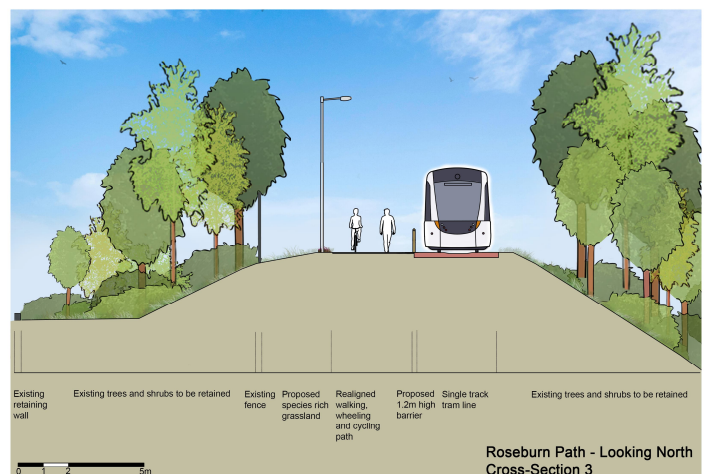 Existing
retaining
wall
Existing trees and shrubs to be retained
Existing
fence
Proposed
species rich
grassland
Realigned
walking,
wheeling
and cycling
path
Proposed
1.2m high
barrier
Single track
tram line
Existing trees and shrubs to be retained
0 1 2 5m
Roseburn Path - Looking North
Cross-Section 3